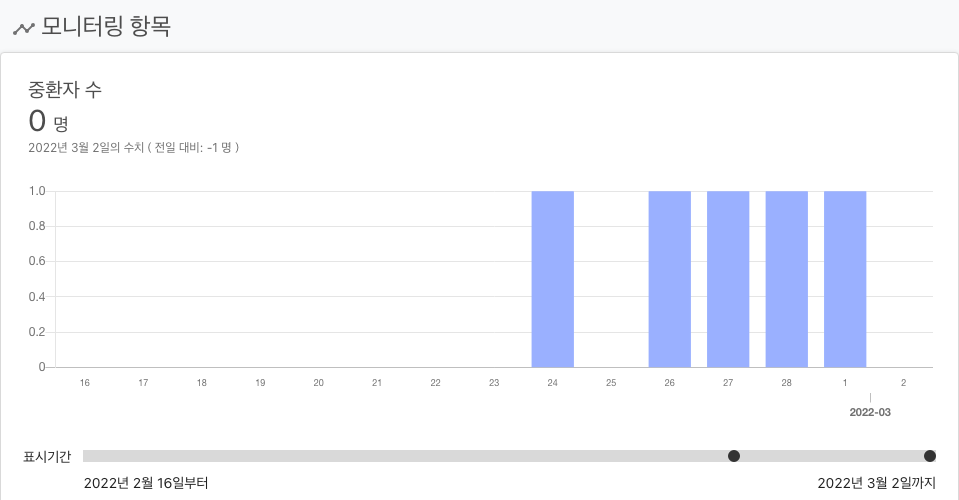 모니터링 항목
중환자 수
0 명
2022년 3월 2일의 수치 ( 전일 대비: -1 명 )
1.0
0.8
0.6
0.4
0.2
0
16 17 18 19 20 21 22 23 24 25 26 27 28 1 2
2022-03
표시기간
2022년 2월 16일부터 2022년 3월 2일까지